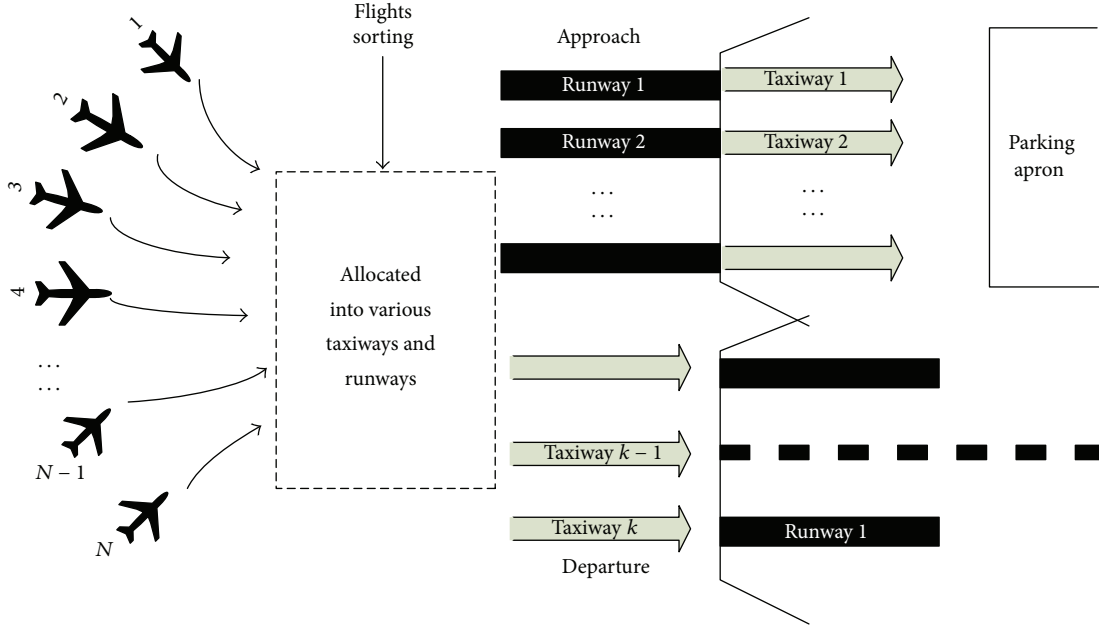 1
2
3
4
...
...
N − 1
N
Flights
sorting
Allocated
into various
taxiways and
runways
Approach
Runway 1
Taxiway 1
Runway 2
Taxiway 2
...
...
...
...
Parking
apron
Taxiway k − 1
Taxiway k
Runway 1
Departure